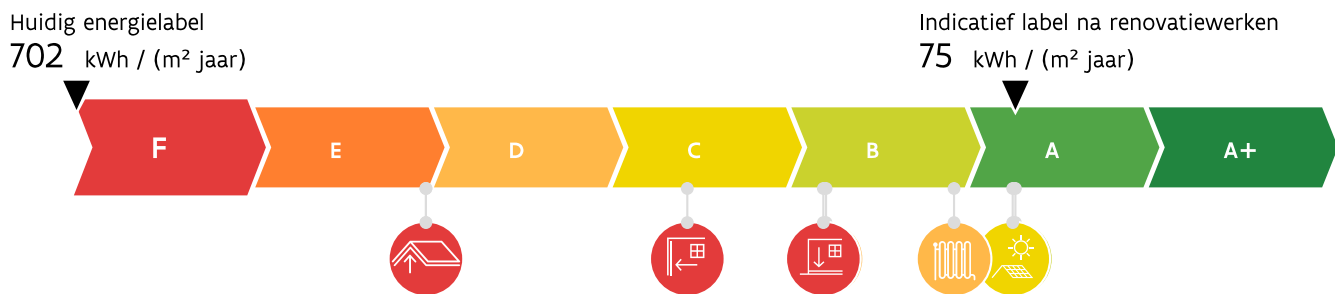 Huidig energielabel
702 kWh / (m² jaar)
Indicatief label na renovatiewerken
75 kWh / (m² jaar)
F E D C B A A+